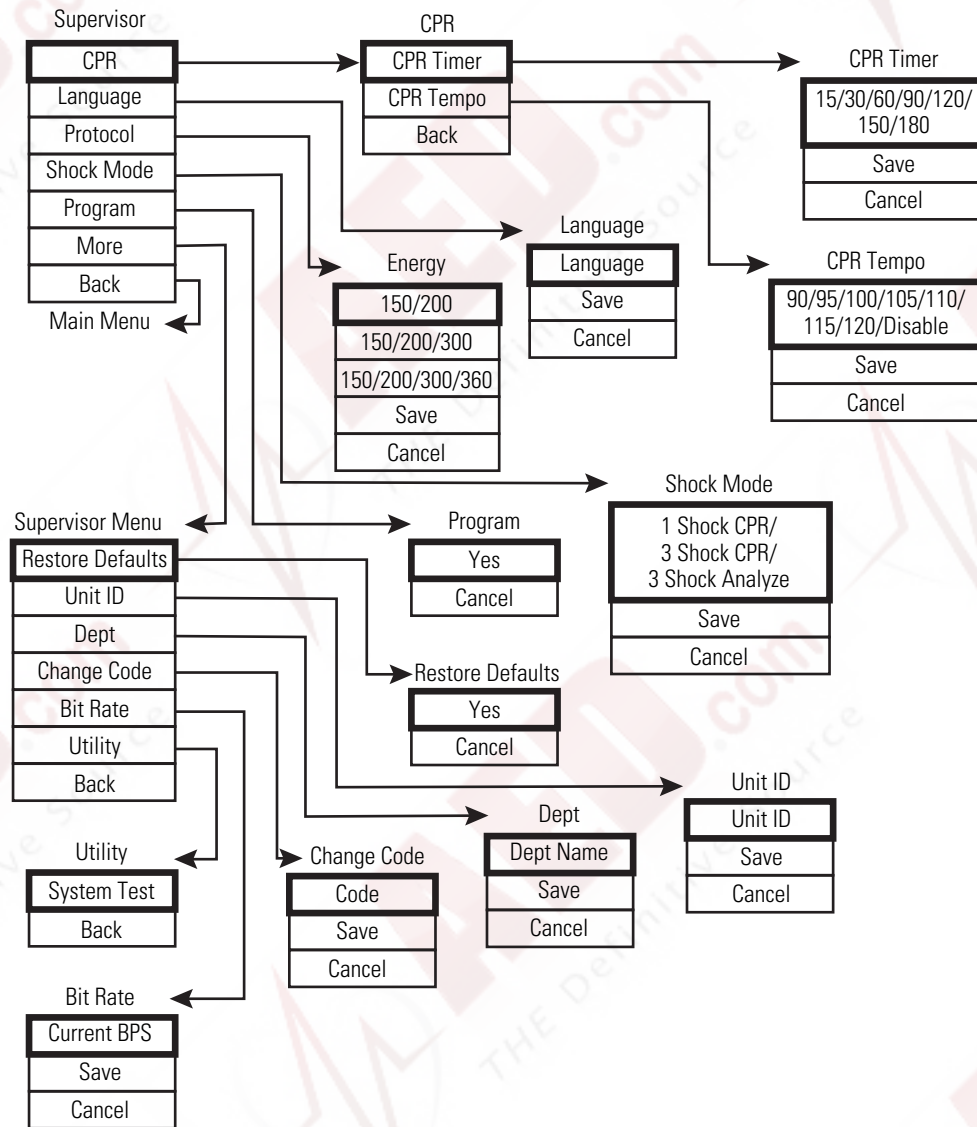 Supervisor
CPR
Language
Protocol
Shock Mode
Program
More
Back
Main Menu
CPR
CPR Timer
CPR Tempo
Back
CPR Timer
15/30/60/90/120/
150/180
Save
Cancel
Language
Language
Save
Cancel
CPR Tempo
90/95/100/105/110/
115/120/Disable
Save
Cancel
Energy
150/200
150/200/300
150/200/300/360
Save
Cancel
Shock Mode
1 Shock CPR/
3 Shock CPR/
3 Shock Analyze
Save
Cancel
Program
Yes
Cancel
Supervisor Menu
Restore Defaults
Unit ID
Dept
Change Code
Bit Rate
Utility
Back
Restore Defaults
Yes
Cancel
Unit ID
Unit ID
Save
Cancel
Dept
Dept Name
Save
Cancel
Change Code
Code
Save
Cancel
Utility
System Test
Back
Bit Rate
Current BPS
Save
Cancel
AED.com
THE Definitive Source